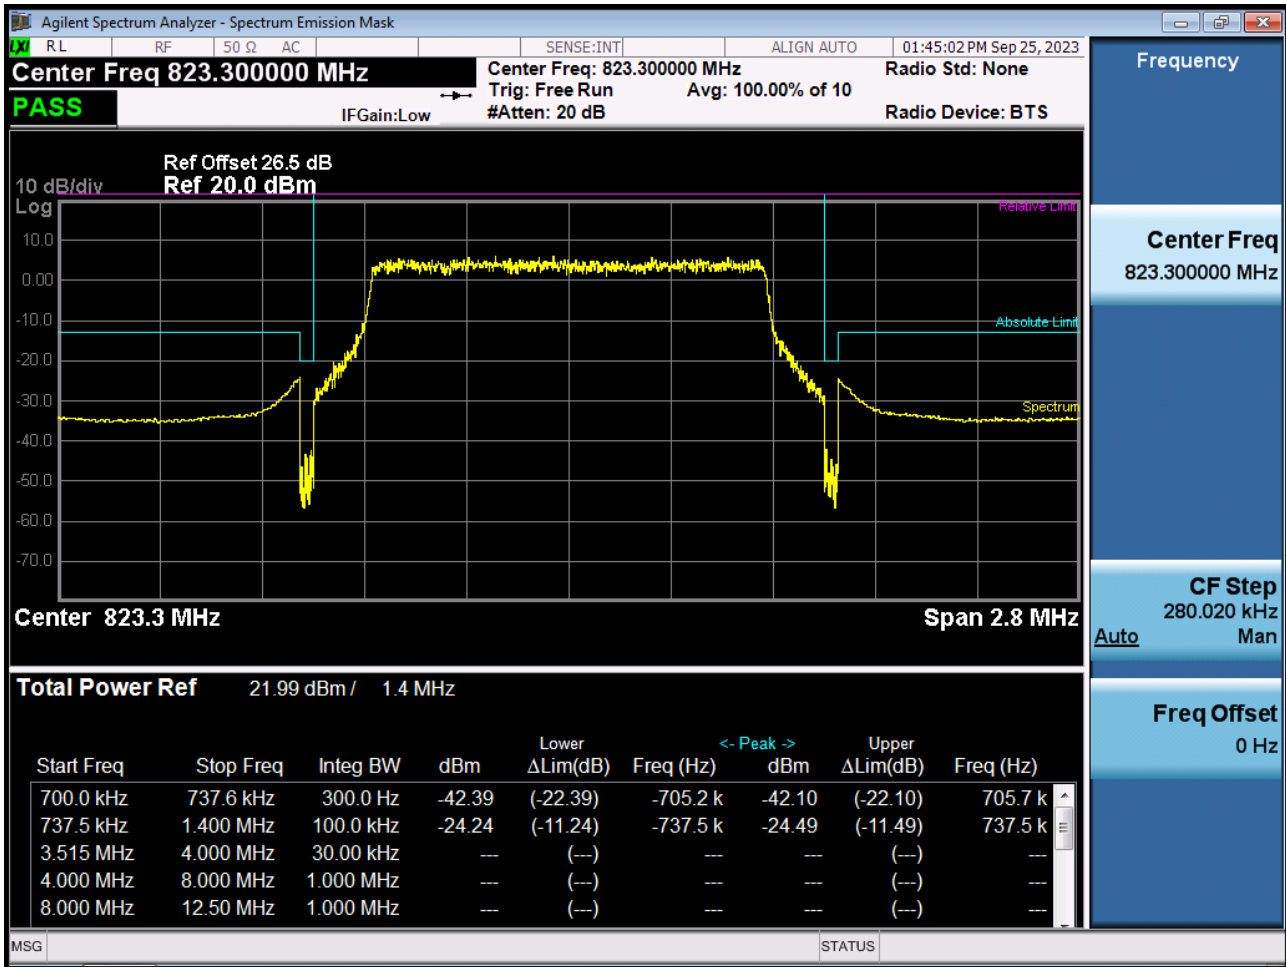 Agilent Spectrum Analyzer - Spectrum Emission Mask
LXI RL RF 50 Ω AC SENSE:INT ALIGN AUTO 01:45:02 PM Sep 25, 2023
Center Freq 823.300000 MHz
Center Freq: 823.300000 MHz
Radio Std: None
Trig: Free Run
Avg: 100.00% of 10
PASS
IFGain:Low
#Atten: 20 dB
Radio Device: BTS
Ref Offset 26.5 dB
10 dB/div
Ref 20.0 dBm
Log
Relative Limit
10.0
0.00
-10.0
Absolute Limit
-20.0
-30.0
Spectrum
-40.0
-50.0
-60.0
-70.0
Center 823.3 MHz
Span 2.8 MHz
Total Power Ref 21.99 dBm / 1.4 MHz
Lower <- Peak -> Upper
Start Freq Stop Freq Integ BW dBm ΔLim(dB) Freq (Hz) dBm ΔLim(dB) Freq (Hz)
700.0 kHz 737.6 kHz 300.0 Hz -42.39 (-22.39) -705.2 k -42.10 (-22.10) 705.7 k
737.5 kHz 1.400 MHz 100.0 kHz -24.24 (-11.24) -737.5 k -24.49 (-11.49) 737.5 k
3.515 MHz 4.000 MHz 30.00 kHz --- (---) --- --- (---) ---
4.000 MHz 8.000 MHz 1.000 MHz --- (---) --- --- (---) ---
8.000 MHz 12.50 MHz 1.000 MHz --- (---) --- --- (---) ---
MSG
STATUS
Frequency
Center Freq
823.300000 MHz
CF Step
280.020 kHz
Auto Man
Freq Offset
0 Hz